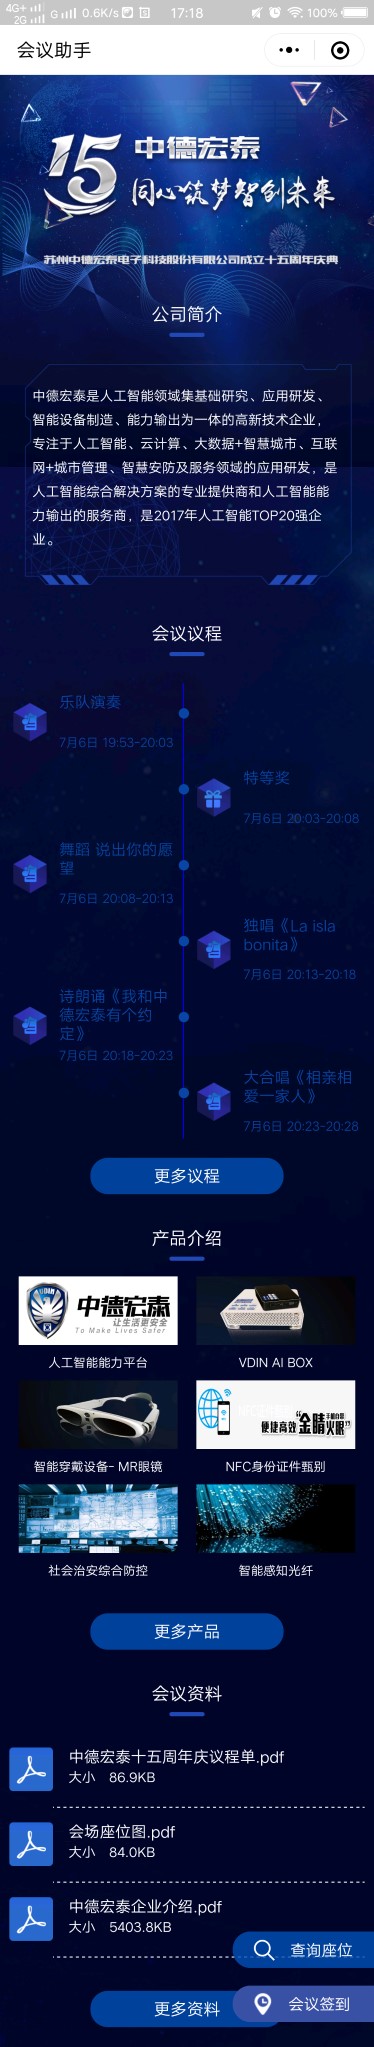 4G+
2G
G
0.6K/s
17:18
100%
会议助手
15
中德宏泰
同心筑梦智创未来
苏州中德宏泰电子科技股份有限公司成立十五周年庆典
公司简介
中德宏泰是人工智能领域集基础研究、应用研发、
智能设备制造、能力输出为一体的高新技术企业，
专注于人工智能、云计算、大数据+智慧城市、互联
网+城市管理、智慧安防及服务领域的应用研发，是
人工智能综合解决方案的专业提供商和人工智能能
力输出的服务商，是2017年人工智能TOP20强企
业。
会议议程
乐队演奏
7月6日 19:53-20:03
特等奖
7月6日 20:03-20:08
舞蹈 说出你的愿
望
7月6日 20:08-20:13
独唱《La isla
bonita》
7月6日 20:13-20:18
诗朗诵《我和中
德宏泰有个约
定》
7月6日 20:18-20:23
大合唱《相亲相
爱一家人》
7月6日 20:23-20:28
更多议程
产品介绍
中德宏泰
让生活更安全
To Make Lives Safer
人工智能能力平台
VDIN AI BOX
智能穿戴设备- MR眼镜
便捷高效
金睛
火眼
NFC身份证件甄别
社会治安综合防控
智能感知光纤
更多产品
会议资料
中德宏泰十五周年庆议程单.pdf
大小 86.9KB
会场座位图.pdf
大小 84.0KB
中德宏泰企业介绍.pdf
大小 5403.8KB
查询座位
更多资料
会议签到